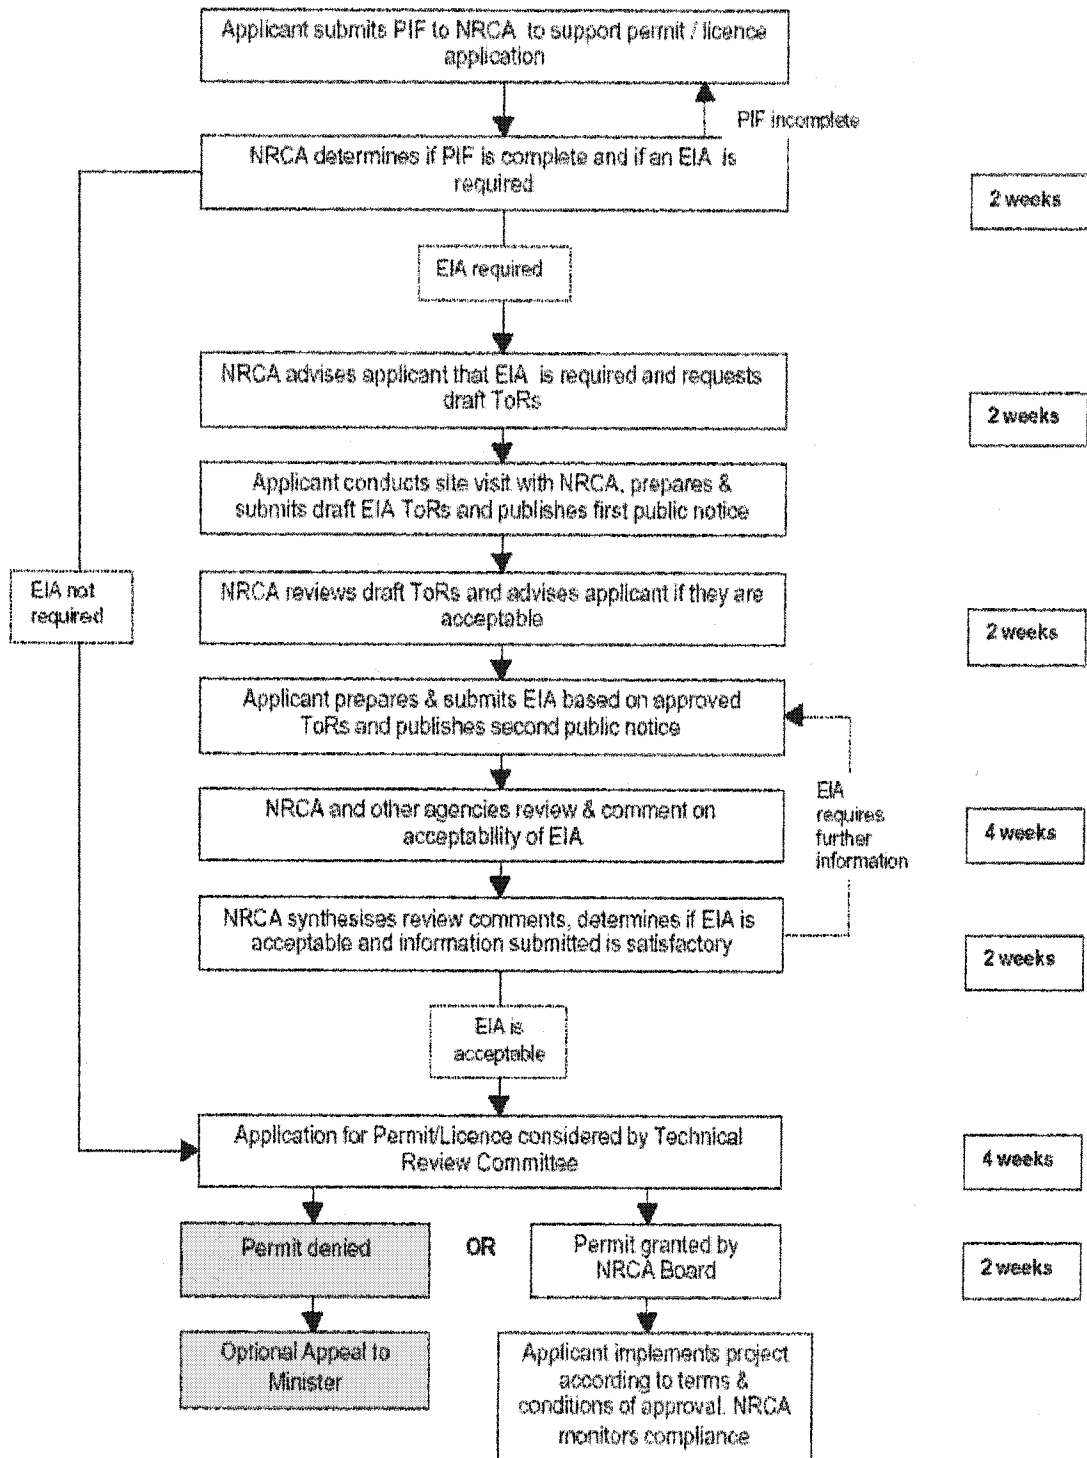 Applicant submits PIF to NRCA to support permit / licence
application
PIF incomplete
NRCA determines if PIF is complete and if an EIA is
required
2 weeks
EIA required
NRCA advises applicant that EIA is required and requests
draft ToRs
2 weeks
Applicant conducts site visit with NRCA, prepares &
submits draft EIA ToRs and publishes first public notice
EIA not
required
NRCA reviews draft ToRs and advises applicant if they are
acceptable
2 weeks
Applicant prepares & submits EIA based on approved
ToRs and publishes second public notice
EIA
requires
further
information
NRCA and other agencies review & comment on
acceptability of EIA
4 weeks
NRCA synthesises review comments, determines if EIA is
acceptable and information submitted is satisfactory
2 weeks
EIA is
acceptable
Application for Permit/Licence considered by Technical
Review Committee
4 weeks
Permit denied
OR
Permit granted by
NRCA Board
2 weeks
Optional Appeal to
Minister
Applicant implements project
according to terms &
conditions of approval. NRCA
monitors compliance